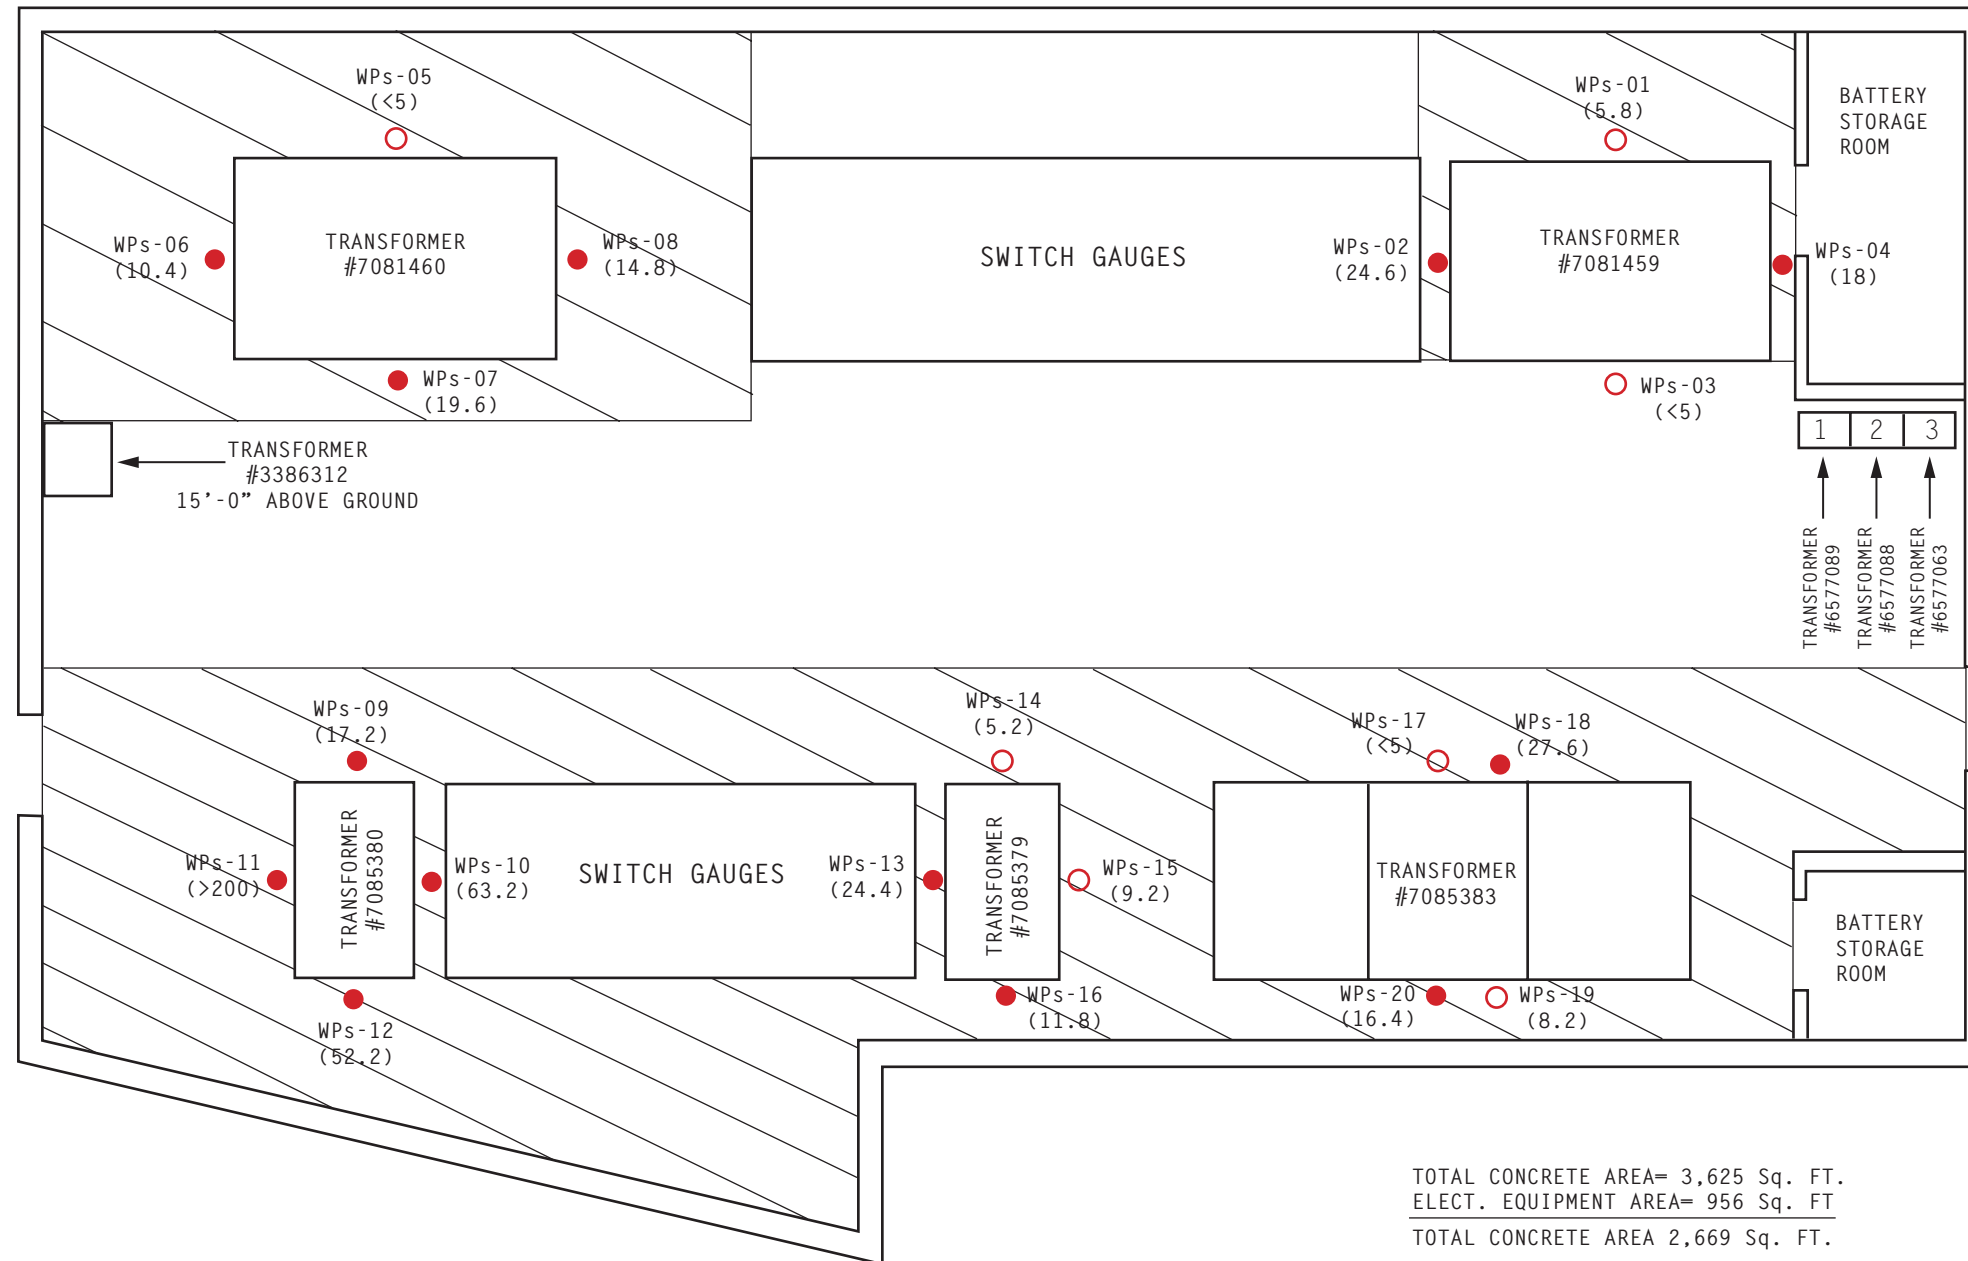 WPs-05
(<5)
WPs-01
(5.8)
BATTERY
STORAGE
ROOM
WPs-06
(10.4)
TRANSFORMER
#7081460
WPs-08
(14.8)
SWITCH GAUGES
WPs-02
(24.6)
TRANSFORMER
#7081459
WPs-04
(18)
WPs-07
(19.6)
WPs-03
(<5)
1 2 3
TRANSFORMER
#3386312
15'-0” ABOVE GROUND
TRANSFORMER
#6577089
TRANSFORMER
#6577088
TRANSFORMER
#6577063
WPs-09
(17.2)
WPs-14
(5.2)
WPs-17
(<5)
WPs-18
(27.6)
WPs-11
(>200)
TRANSFORMER
#7085380
WPs-10
(63.2)
SWITCH GAUGES
WPs-13
(24.4)
TRANSFORMER
#7085379
WPs-15
(9.2)
TRANSFORMER
#7085383
BATTERY
STORAGE
ROOM
WPs-12
(52.2)
WPs-16
(11.8)
WPs-20
(16.4)
WPs-19
(8.2)
TOTAL CONCRETE AREA= 3,625 Sq. FT.
ELECT. EQUIPMENT AREA= 956 Sq. FT
TOTAL CONCRETE AREA 2,669 Sq. FT.